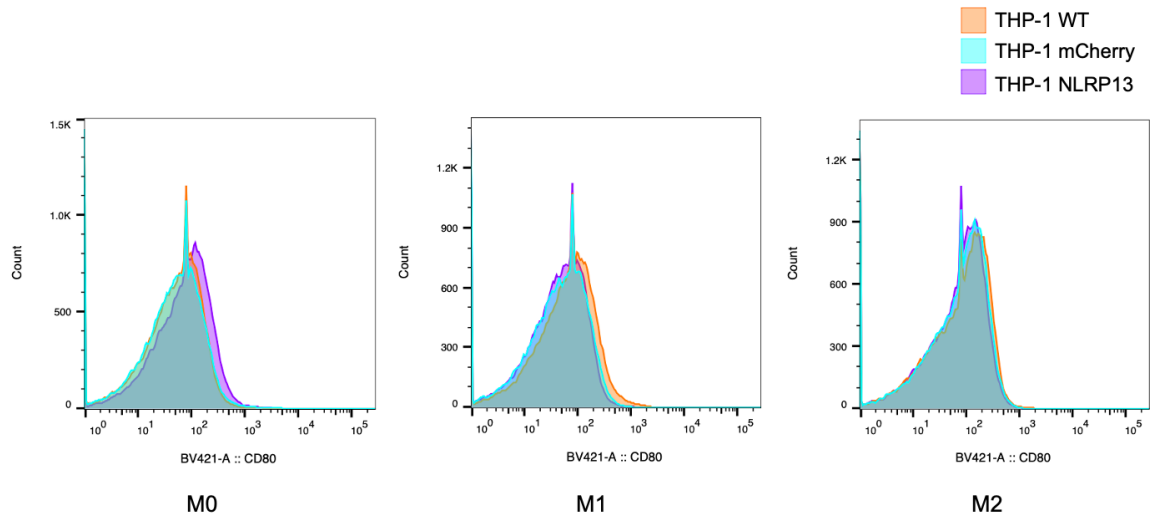 THP-1 WT
THP-1 mCherry
THP-1 NLRP13
1.5K
1.0K
500
0
Count
10^0 10^1 10^2 10^3 10^4 10^5
BV421-A :: CD80
M0
1.2K
900
600
300
0
Count
10^0 10^1 10^2 10^3 10^4 10^5
BV421-A :: CD80
M1
1.2K
900
600
300
0
Count
10^0 10^1 10^2 10^3 10^4 10^5
BV421-A :: CD80
M2